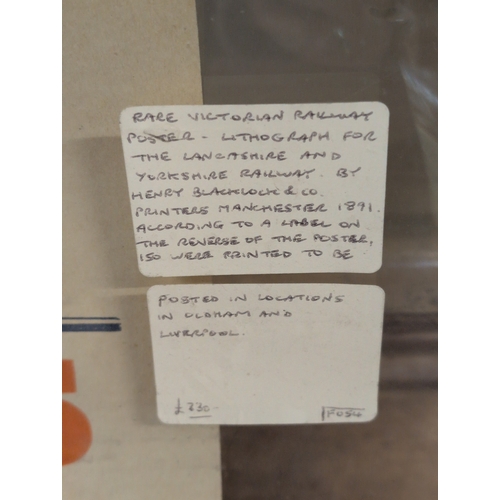 RARE VICTORIAN RAILWAY
POSTER - LITHOGRAPH FOR
THE LANCASHIRE AND
YORKSHIRE RAILWAY. BY
HENRY BLACKLOCK & CO.
PRINTERS MANCHESTER 1891.
ACCORDING TO A LABEL ON
THE REVERSE OF THE POSTER,
150 WERE PRINTED TO BE
POSTED IN LOCATIONS
IN OLDHAM AND
LIVERPOOL.
£330